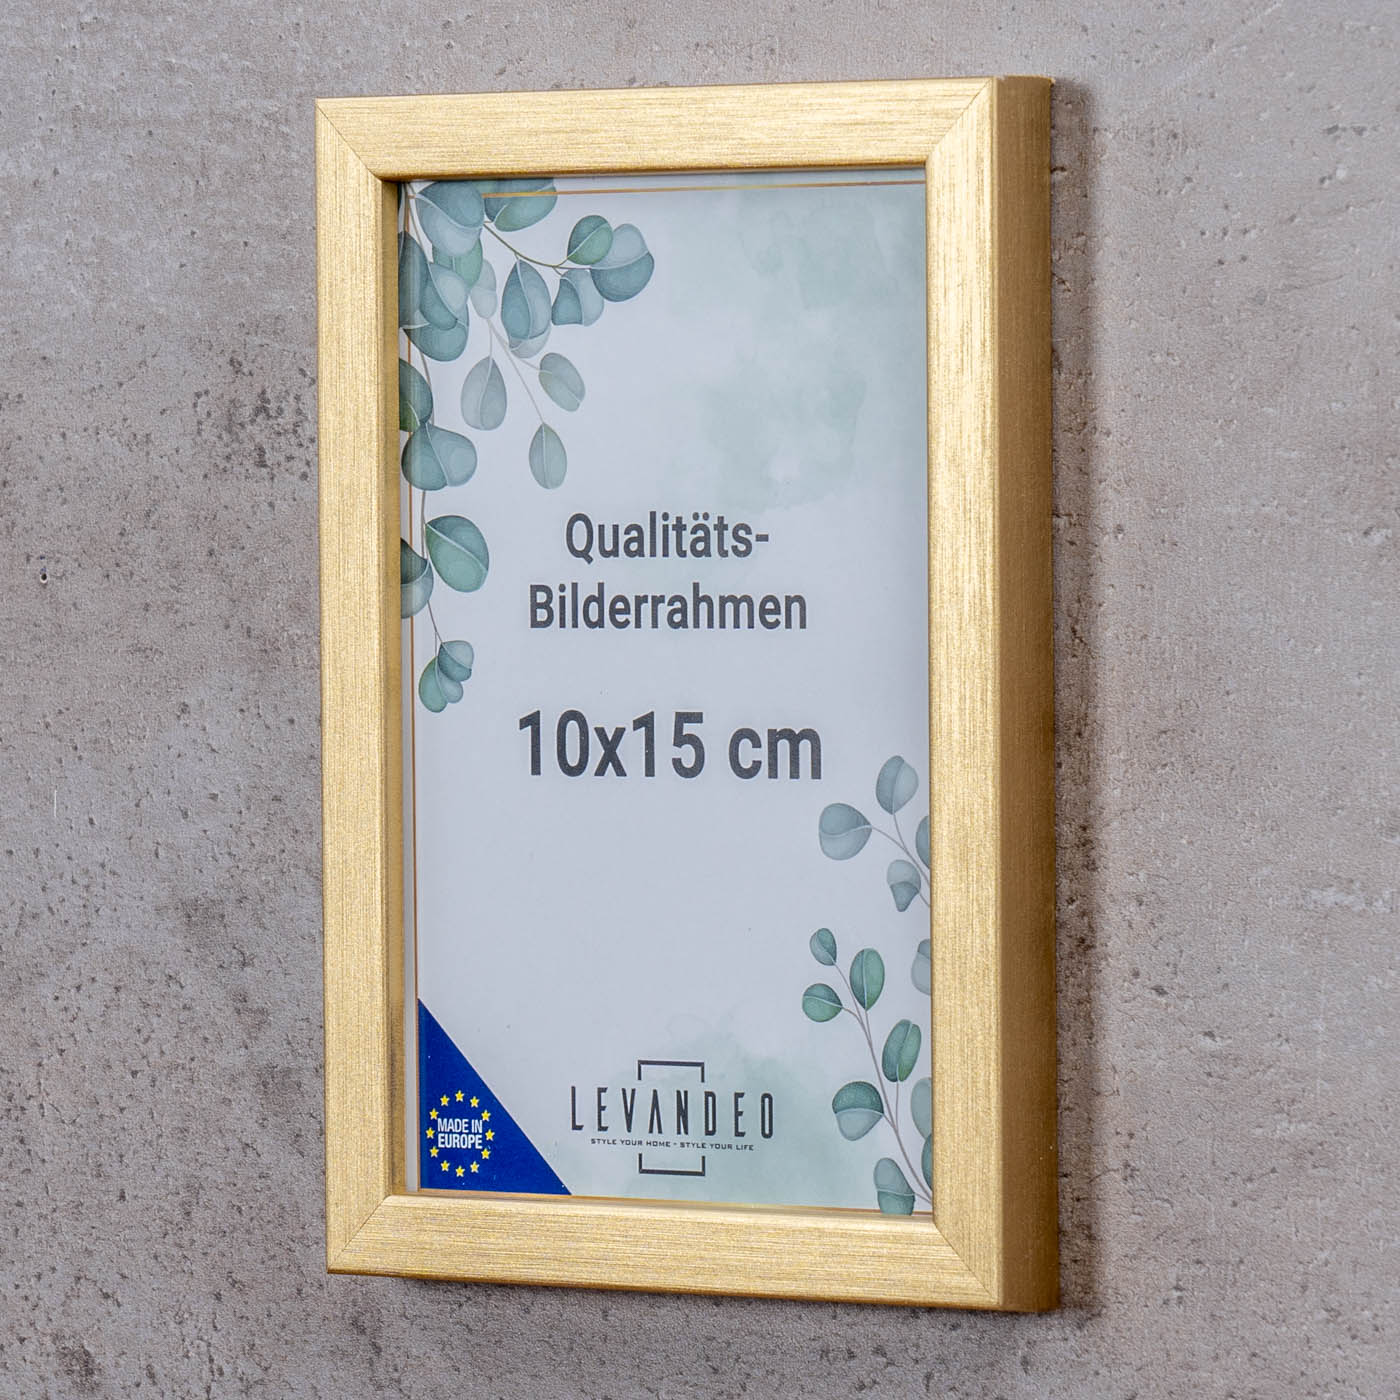 Qualitäts-
Bilderrahmen
10x15 cm
MADE IN
EUROPE
LEVANDEO
STYLE YOUR HOME - STYLE YOUR LIFE